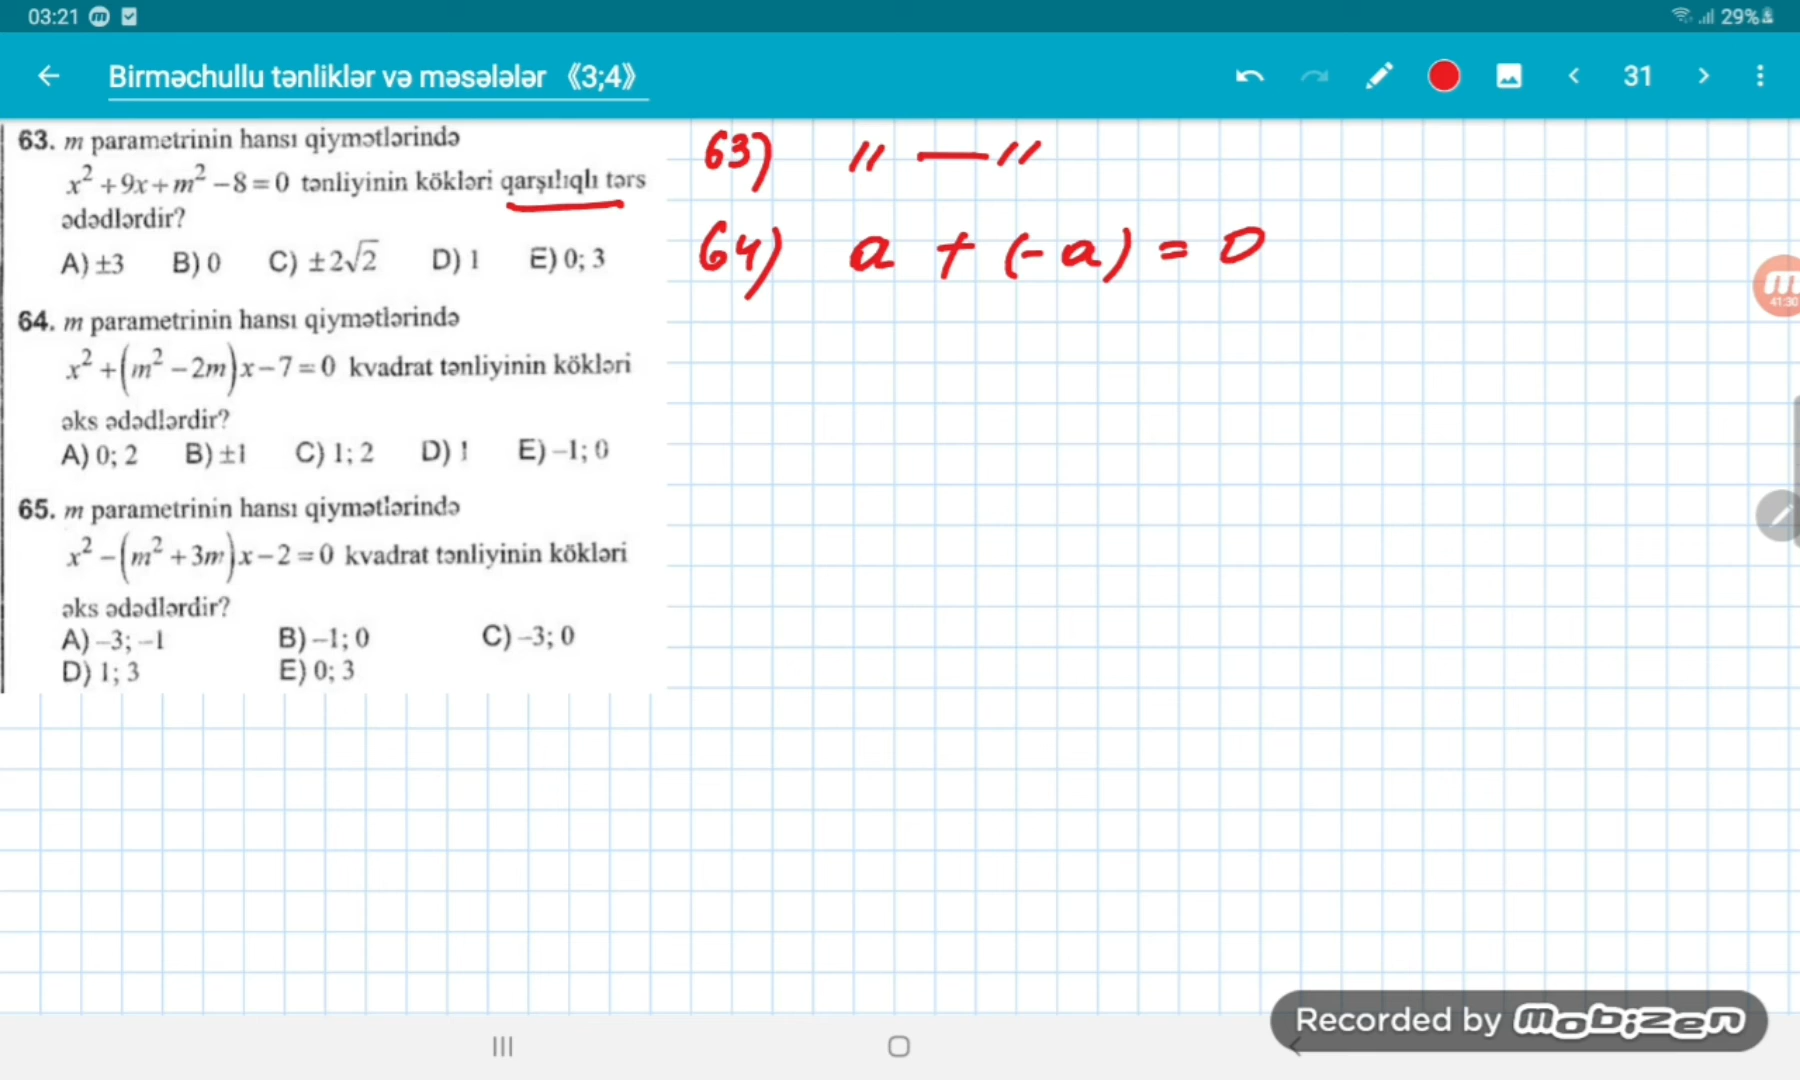 03:21
29%
Birməchullu tənliklər və məsələlər 《3;4》
31
63. m parametrinin hansı qiymətlərində
x² + 9x + m² − 8 = 0 tənliyinin kökləri qarşılıqlı tərs
ədədlərdir?
A) ±3 B) 0 C) ±2√2 D) 1 E) 0; 3
64. m parametrinin hansı qiymətlərində
x² + (m² − 2m)x − 7 = 0 kvadrat tənliyinin kökləri
əks ədədlərdir?
A) 0; 2 B) ±1 C) 1; 2 D) 1 E) −1; 0
65. m parametrinin hansı qiymətlərində
x² − (m² + 3m)x − 2 = 0 kvadrat tənliyinin kökləri
əks ədədlərdir?
A) −3; −1 B) −1; 0 C) −3; 0
D) 1; 3 E) 0; 3
63)〃 — 〃
64) a + (−a) = 0
m
41:30
Recorded by mobizen